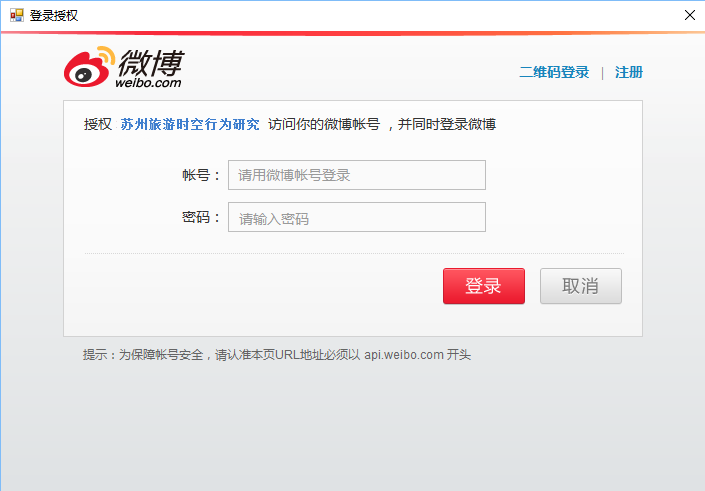 登录授权
微博
weibo.com
二维码登录 | 注册
授权 苏州旅游时空行为研究 访问你的微博帐号 ，并同时登录微博
帐号： 请用微博帐号登录
密码： 请输入密码
登录 取消
提示：为保障帐号安全，请认准本页URL地址必须以 api.weibo.com 开头